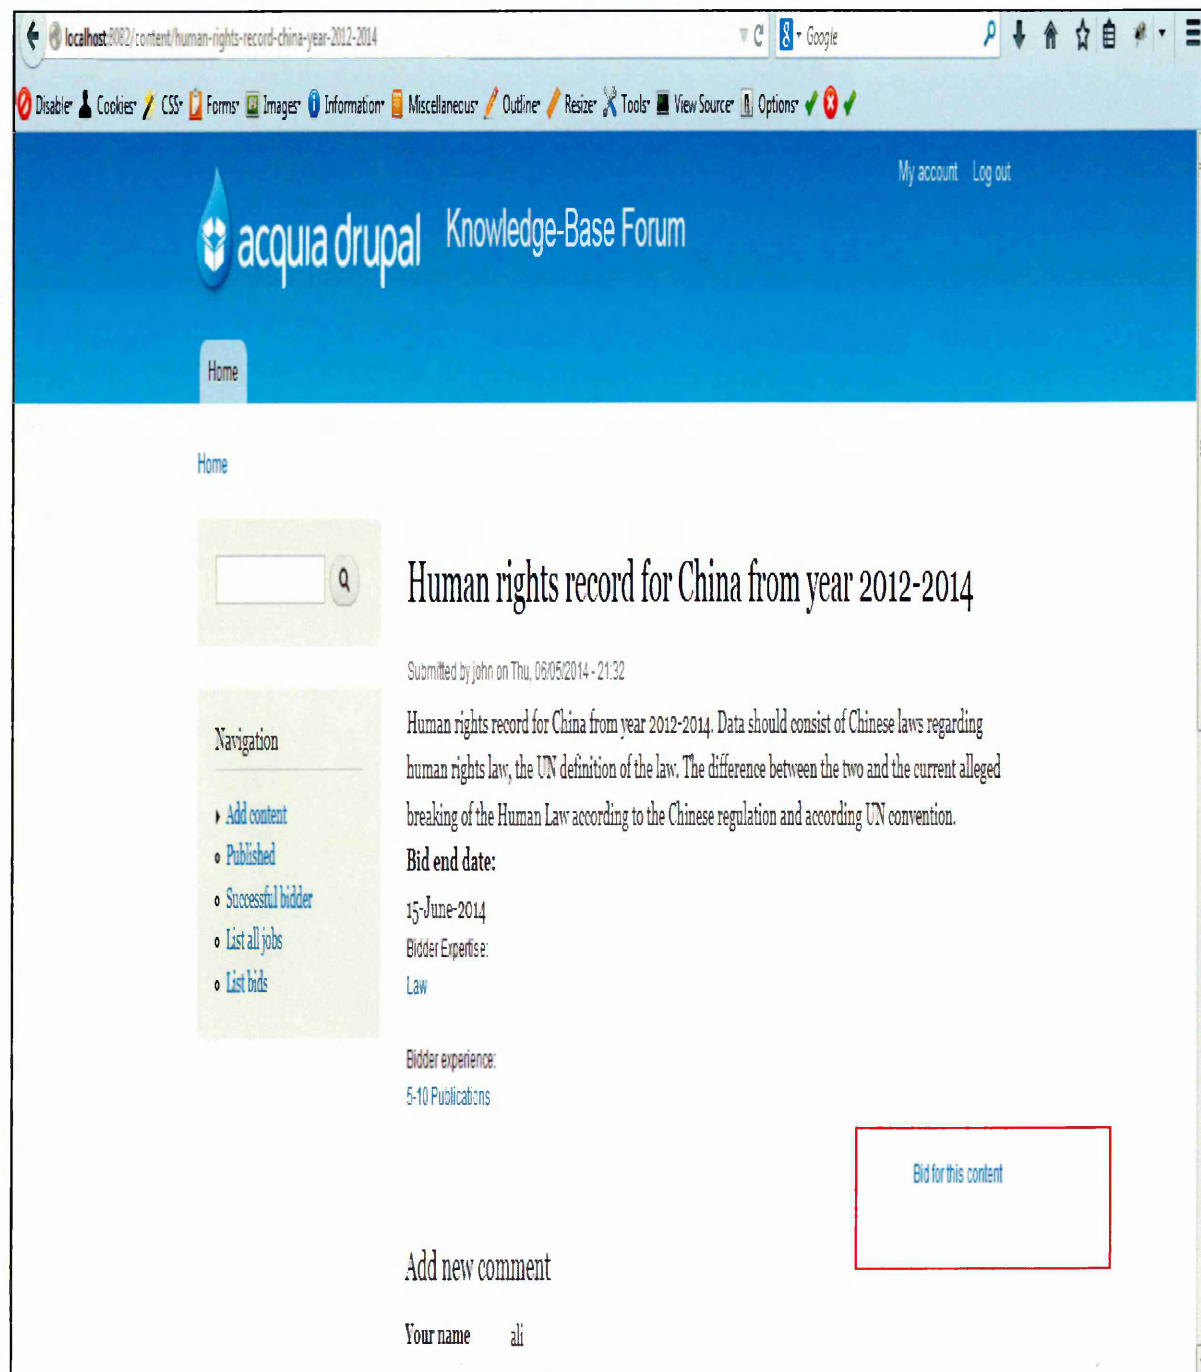 localhost:8082/content/human-rights-record-china-year-2012-2014
Google
Disable Cookies CSS Forms Images Information Miscellaneous Outline Resize Tools View Source Options
My account Log out
acquia drupal Knowledge-Base Forum
Home
Home
Human rights record for China from year 2012-2014
Submitted by john on Thu, 06/05/2014 - 21:32
Human rights record for China from year 2012-2014. Data should consist of Chinese laws regarding
human rights law, the UN definition of the law. The difference between the two and the current alleged
breaking of the Human Law according to the Chinese regulation and according UN convention.
Bid end date:
15-June-2014
Bidder Expertise:
Law
Bidder experience:
5-10 Publications
Navigation
Add content
Published
Successful bidder
List all jobs
List bids
Bid for this content
Add new comment
Your name ali